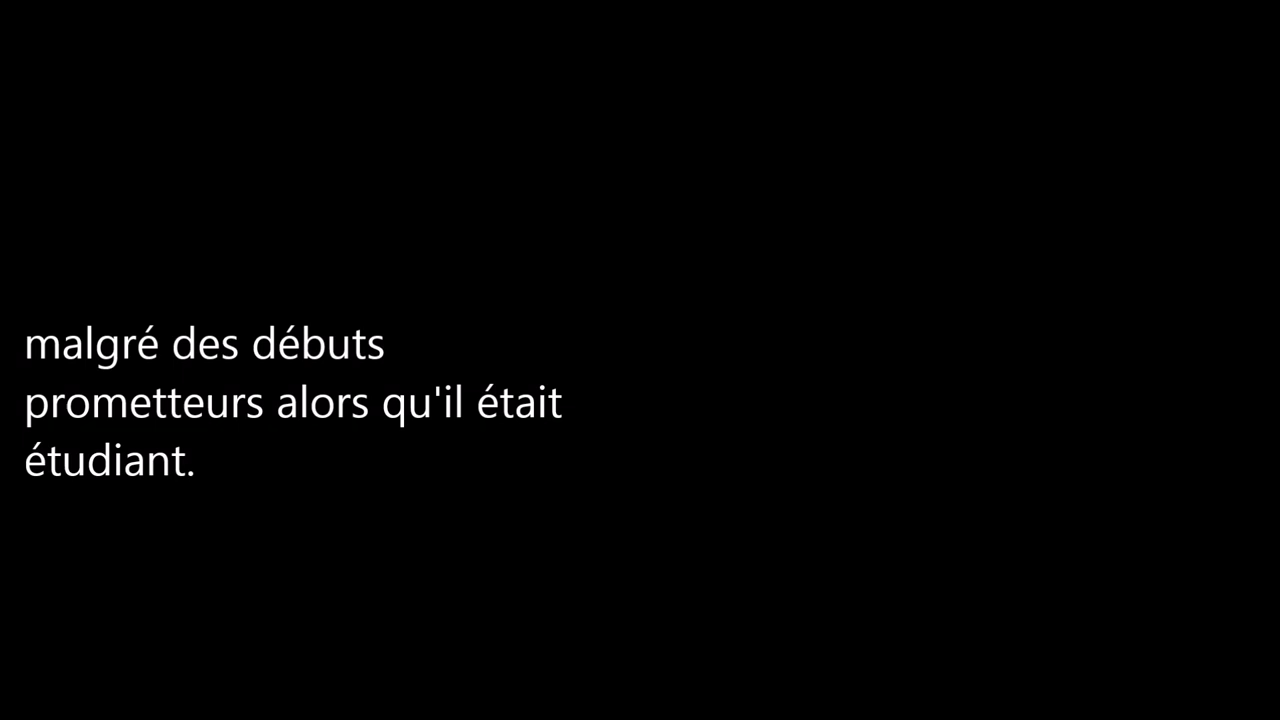 malgré des débuts
prometteurs alors qu'il était
étudiant.